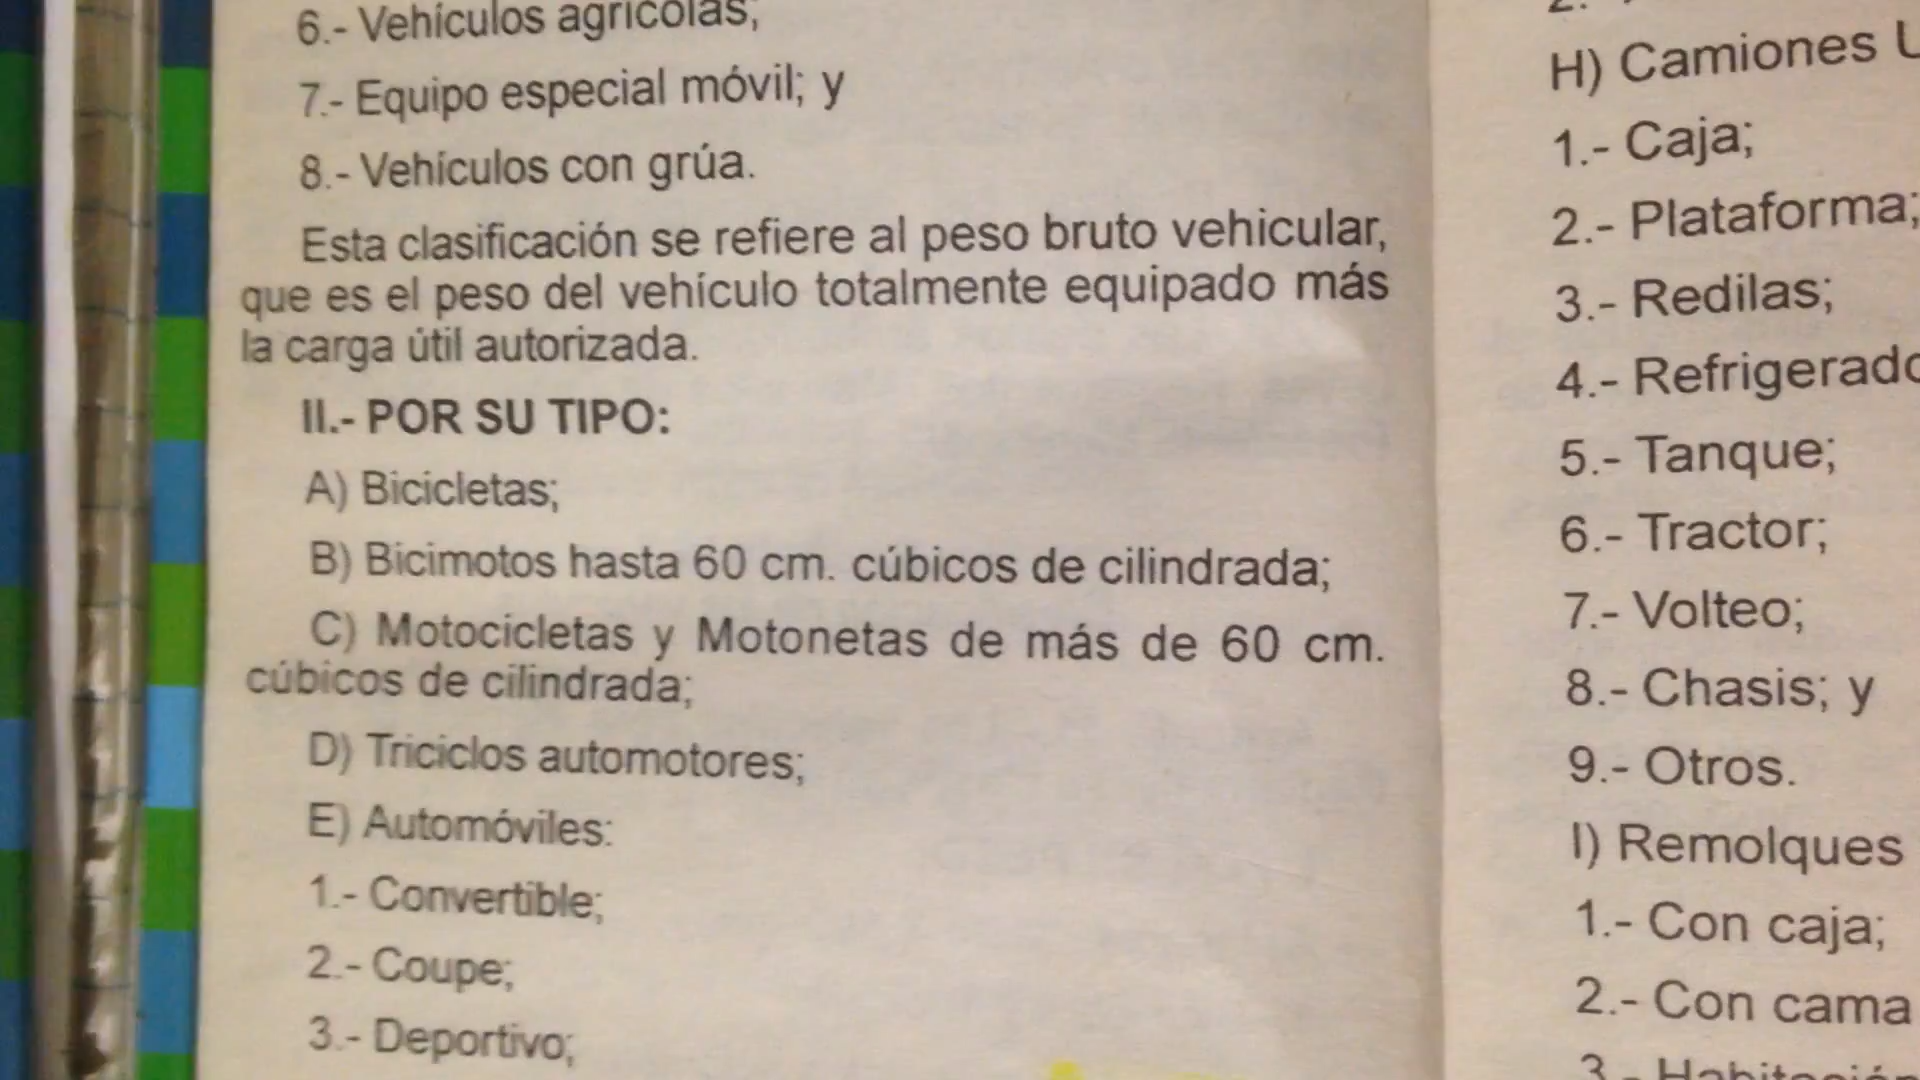 6.- Vehículos agrícolas;
7.- Equipo especial móvil; y
8.- Vehículos con grúa.
Esta clasificación se refiere al peso bruto vehicular,
que es el peso del vehículo totalmente equipado más
la carga útil autorizada.
II.- POR SU TIPO:
A) Bicicletas;
B) Bicimotos hasta 60 cm. cúbicos de cilindrada;
C) Motocicletas y Motonetas de más de 60 cm.
cúbicos de cilindrada;
D) Triciclos automotores;
E) Automóviles:
1.- Convertible;
2.- Coupe;
3.- Deportivo;
H) Camiones
1.- Caja;
2.- Plataforma;
3.- Redilas;
4.- Refrigerado
5.- Tanque;
6.- Tractor;
7.- Volteo;
8.- Chasis; y
9.- Otros.
I) Remolques
1.- Con caja;
2.- Con cama